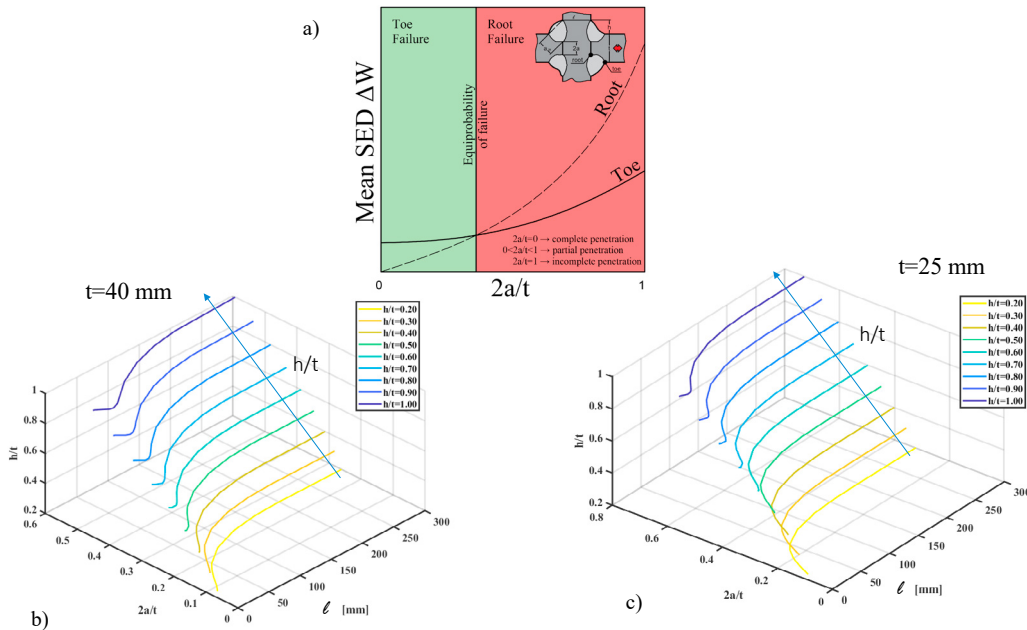 a)
Toe
Failure
Root
Failure
2a
root
toe
Mean SED ΔW
Equiprobability
of failure
Root
Toe
2a/t=0 → complete penetration
0<2a/t<1 → partial penetration
2a/t=1 → incomplete penetration
0
2a/t
1
t=40 mm
h/t=0.20
h/t=0.30
h/t=0.40
h/t=0.50
h/t=0.60
h/t=0.70
h/t=0.80
h/t=0.90
h/t=1.00
h/t
1
0.8
0.6
0.4
0.2
h/t
0.6
0.5
0.4
0.3
0.2
0.1
0
2a/t
0
50
100
150
200
250
300
ℓ [mm]
b)
t=25 mm
h/t=0.20
h/t=0.30
h/t=0.40
h/t=0.50
h/t=0.60
h/t=0.70
h/t=0.80
h/t=0.90
h/t=1.00
h/t
1
0.8
0.6
0.4
0.2
h/t
0.8
0.6
0.4
0.2
0
2a/t
0
50
100
150
200
250
300
ℓ [mm]
c)